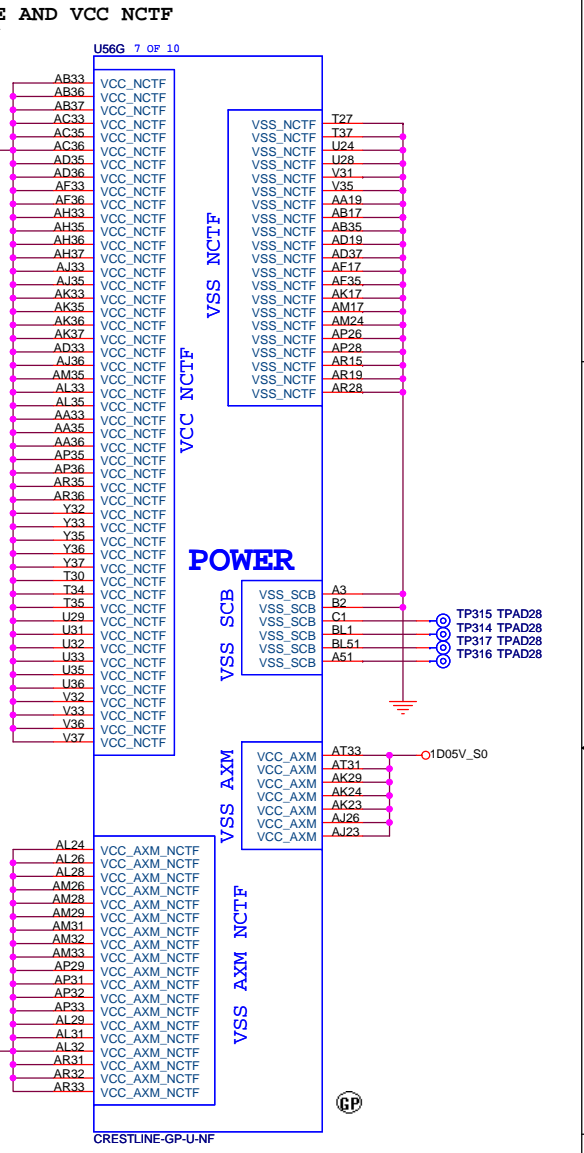 E AND VCC NCTF
U56G 7 OF 10
AB33 VCC_NCTF
AB36 VCC_NCTF
AB37 VCC_NCTF
AC33 VCC_NCTF
AC35 VCC_NCTF
AC36 VCC_NCTF
AD35 VCC_NCTF
AD36 VCC_NCTF
AF33 VCC_NCTF
AF36 VCC_NCTF
AH33 VCC_NCTF
AH35 VCC_NCTF
AH36 VCC_NCTF
AH37 VCC_NCTF
AJ33 VCC_NCTF
AJ35 VCC_NCTF
AK33 VCC_NCTF
AK35 VCC_NCTF
AK36 VCC_NCTF
AK37 VCC_NCTF
AD33 VCC_NCTF
AJ36 VCC_NCTF
AM35 VCC_NCTF
AL33 VCC_NCTF
AL35 VCC_NCTF
AA33 VCC_NCTF
AA35 VCC_NCTF
AA36 VCC_NCTF
AP35 VCC_NCTF
AP36 VCC_NCTF
AR35 VCC_NCTF
AR36 VCC_NCTF
Y32 VCC_NCTF
Y33 VCC_NCTF
Y35 VCC_NCTF
Y36 VCC_NCTF
Y37 VCC_NCTF
T30 VCC_NCTF
T34 VCC_NCTF
T35 VCC_NCTF
U29 VCC_NCTF
U31 VCC_NCTF
U32 VCC_NCTF
U33 VCC_NCTF
U35 VCC_NCTF
U36 VCC_NCTF
V32 VCC_NCTF
V33 VCC_NCTF
V36 VCC_NCTF
V37 VCC_NCTF
VCC NCTF
VSS NCTF
VSS_NCTF T27
VSS_NCTF T37
VSS_NCTF U24
VSS_NCTF U28
VSS_NCTF V31
VSS_NCTF V35
VSS_NCTF AA19
VSS_NCTF AB17
VSS_NCTF AB35
VSS_NCTF AD19
VSS_NCTF AD37
VSS_NCTF AF17
VSS_NCTF AF35
VSS_NCTF AK17
VSS_NCTF AM17
VSS_NCTF AM24
VSS_NCTF AP26
VSS_NCTF AP28
VSS_NCTF AR15
VSS_NCTF AR19
VSS_NCTF AR28
POWER
VSS SCB
VSS_SCB A3
VSS_SCB B2
VSS_SCB C1 TP315 TPAD28
VSS_SCB BL1 TP314 TPAD28
VSS_SCB BL51 TP317 TPAD28
VSS_SCB A51 TP316 TPAD28
VSS AXM
VCC_AXM AT33 1D05V_S0
VCC_AXM AT31
VCC_AXM AK29
VCC_AXM AK24
VCC_AXM AK23
VCC_AXM AJ26
VCC_AXM AJ23
AL24 VCC_AXM_NCTF
AL26 VCC_AXM_NCTF
AL28 VCC_AXM_NCTF
AM26 VCC_AXM_NCTF
AM28 VCC_AXM_NCTF
AM29 VCC_AXM_NCTF
AM31 VCC_AXM_NCTF
AM32 VCC_AXM_NCTF
AM33 VCC_AXM_NCTF
AP29 VCC_AXM_NCTF
AP31 VCC_AXM_NCTF
AP32 VCC_AXM_NCTF
AP33 VCC_AXM_NCTF
AL29 VCC_AXM_NCTF
AL31 VCC_AXM_NCTF
AL32 VCC_AXM_NCTF
AR31 VCC_AXM_NCTF
AR32 VCC_AXM_NCTF
AR33 VCC_AXM_NCTF
VSS AXM NCTF
GP
CRESTLINE-GP-U-NF